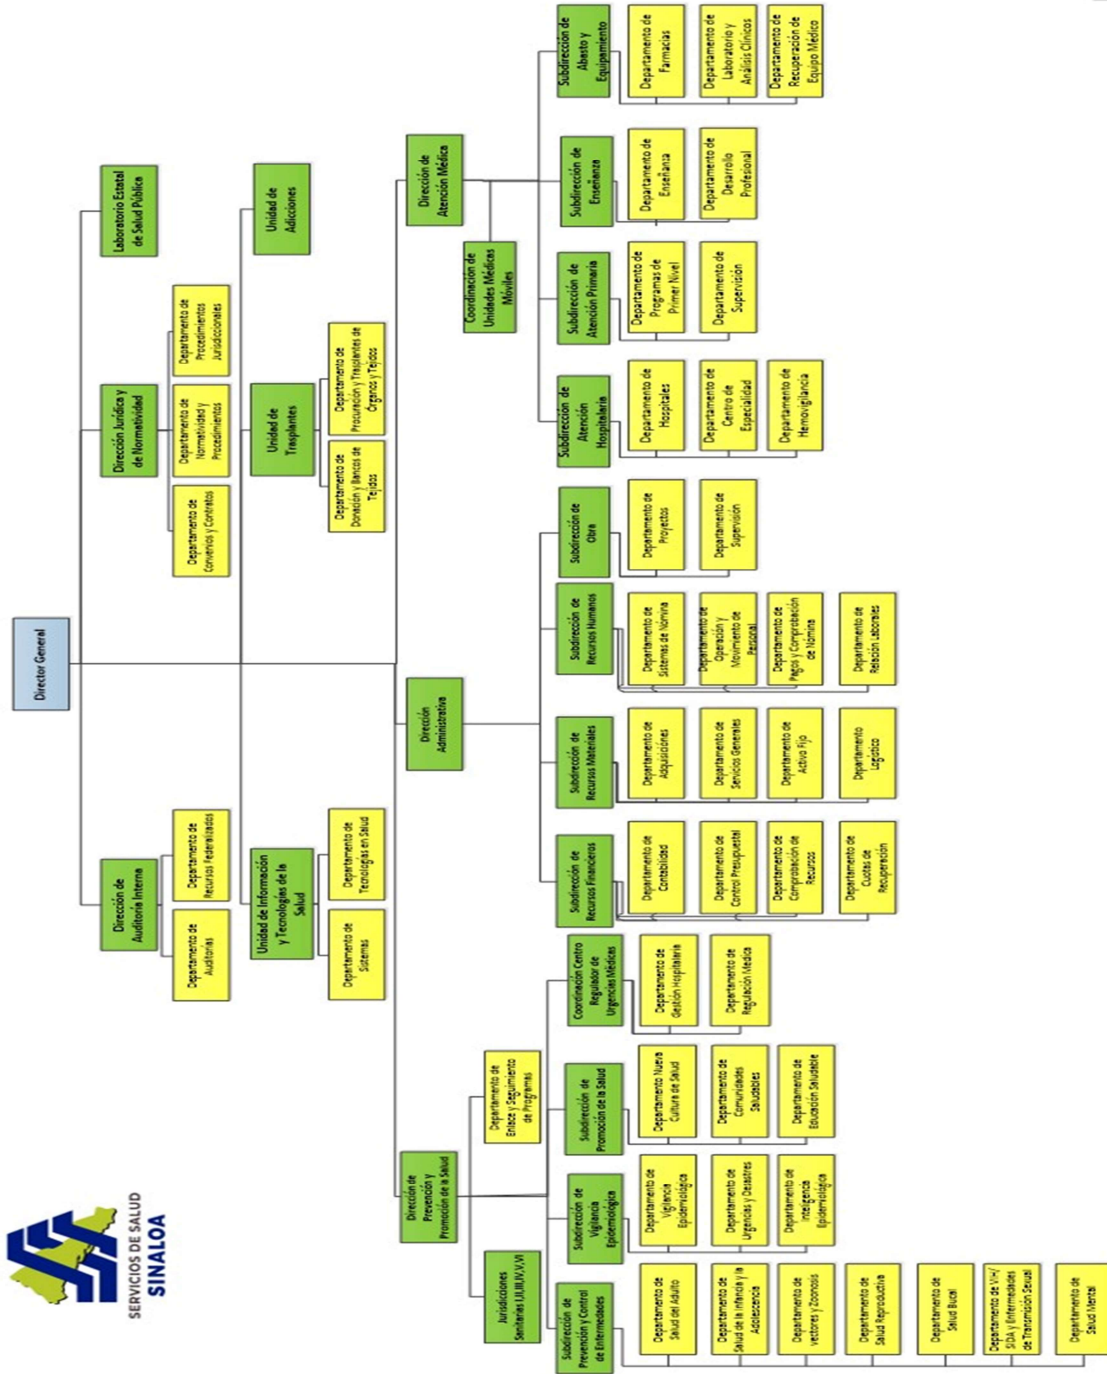 SERVICIOS DE SALUD
SINALOA
Director General
Dirección de
Auditoria Interna
Departamento de
Auditorías
Departamento de
Recursos Federalizados
Dirección Jurídica y
de Normatividad
Departamento de
Convenios y Contratos
Departamento de
Normatividad y
Procedimientos
Departamento de
Procedimientos
Jurisdiccionales
Laboratorio Estatal
de Salud Pública
Unidad de Información
y Tecnologías de la
Salud
Departamento de
Sistemas
Departamento de
Tecnologías en Salud
Unidad de
Trasplantes
Departamento de
Donación y Bancos de
Tejidos
Departamento de
Procuración y Trasplantes de
Órganos y Tejidos
Unidad de
Adicciones
Dirección de
Prevención y
Promoción de la Salud
Jurisdicciones
Sanitarias I,II,III,IV,V,VI
Departamento de
Enlace y Seguimiento
de Programas
Subdirección de
Prevención y Control
de Enfermedades
Departamento de
Salud del Adulto
Departamento de
Salud de la Infancia y la
Adolescencia
Departamento de
vectores y Zoonosis
Departamento de
Salud Reproductiva
Departamento de
Salud Bucal
Departamento de VIH/
SIDA y Enfermedades
de Transmisión Sexual
Departamento de
Salud Mental
Subdirección de
Vigilancia
Epidemiológica
Departamento de
Vigilancia
Epidemiológica
Departamento de
Urgencias y Desastres
Departamento de
Inteligencia
Epidemiológica
Subdirección de
Promoción de la Salud
Departamento Nueva
Cultura de Salud
Departamento de
Comunidades
Saludables
Departamento de
Educación Saludable
Coordinación Centro
Regulador de
Urgencias Médicas
Departamento de
Gestión Hospitalaria
Departamento de
Regulación Medica
Dirección
Administrativa
Subdirección de
Recursos Financieros
Departamento de
Contabilidad
Departamento de
Control Presupuestal
Departamento de
Comprobación de
Recursos
Departamento de
Cuotas de
Recuperación
Subdirección de
Recursos Materiales
Departamento de
Adquisiciónes
Departamento de
Servicios Generales
Departamento de
Activo Fijo
Departamento
Logístico
Subdirección de
Recursos Humanos
Departamento de
Sistemas de Nómina
Departamento de
Operación y
Movimiento de
Personal
Departamento de
Pagos y Comprobación
de Nómina
Departamento de
Relación Laborales
Subdirección de
Obra
Departamento de
Proyectos
Departamento de
Supervisión
Dirección de
Atención Médica
Coordinación de
Unidades Médicas
Móviles
Subdirección de
Atención
Hospitalaria
Departamento de
Hospitales
Departamento de
Centro de
Especialidad
Departamento de
Hemovigilancia
Subdirección de
Atención Primaria
Departamento de
Programas de
Primer Nivel
Departamento de
Supervisión
Subdirección de
Enseñanza
Departamento de
Enseñanza
Departamento de
Desarrollo
Profesional
Subdirección de
Abasto y
Equipamiento
Departamento de
Farmacias
Departamento de
Laboratorio y
Análisis Clínicos
Departamento de
Recuperación de
Equipo Médico